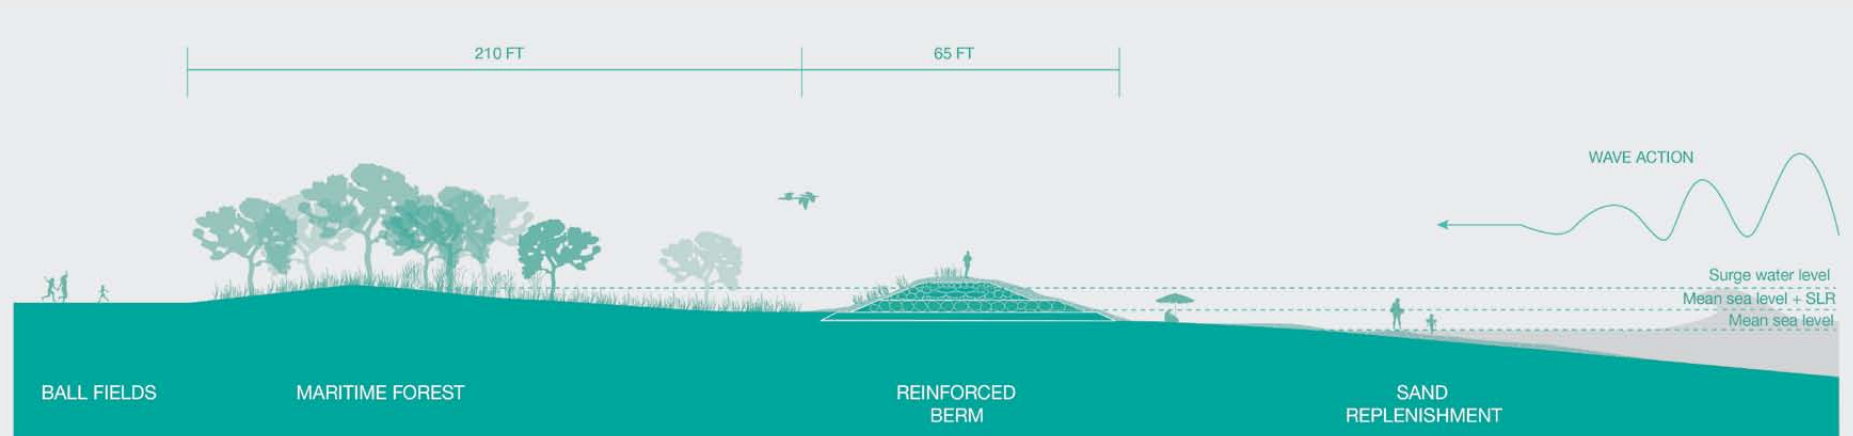 210 FT
65 FT
WAVE ACTION
Surge water level
Mean sea level + SLR
Mean sea level
BALL FIELDS
MARITIME FOREST
REINFORCED
BERM
SAND
REPLENISHMENT